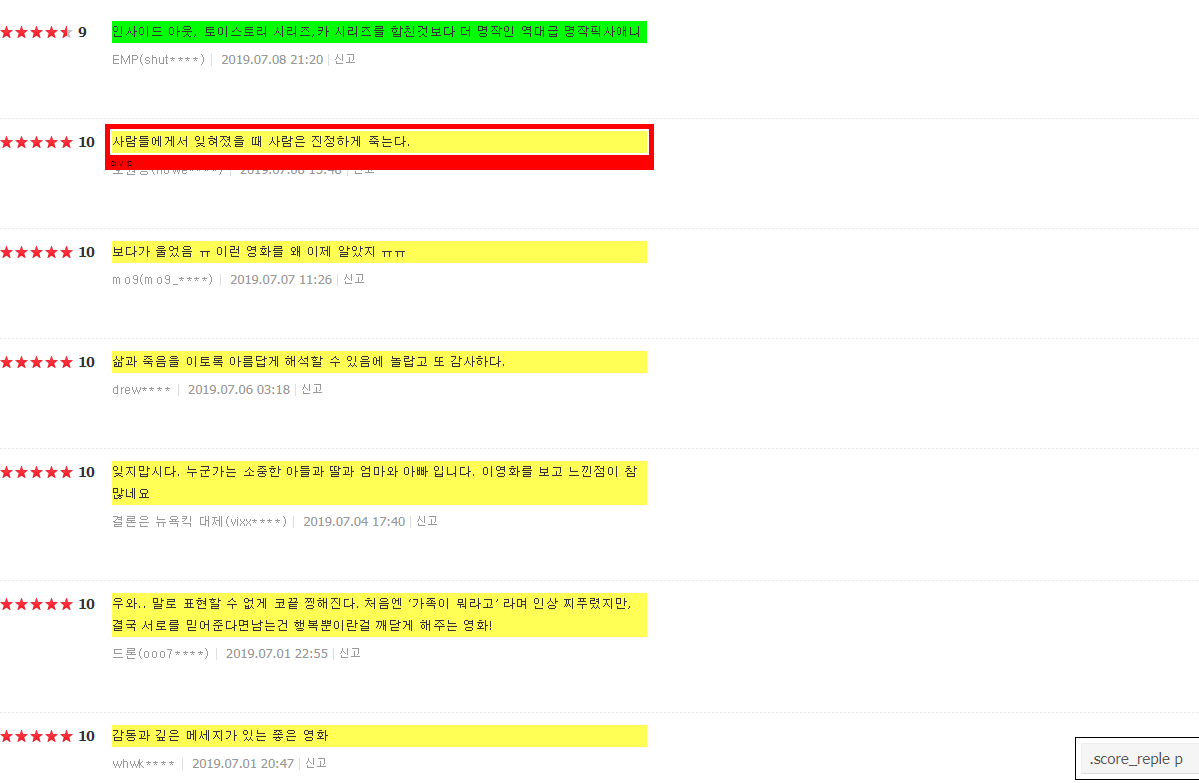 9 인사이드 아웃, 토이스토리 시리즈,카 시리즈를 합친것보다 더 명작인 역대급 명작픽사애니
EMP(shut****) 2019.07.08 21:20 신고
10 사람들에게서 잊혀졌을 때 사람은 진정하게 죽는다.
div p
2019.07.08 신고
10 보다가 울었음 ㅠ 이런 영화를 왜 이제 알았지 ㅠㅠ
mo9(mo9_****) 2019.07.07 11:26 신고
10 삶과 죽음을 이토록 아름답게 해석할 수 있음에 놀랍고 또 감사하다.
drew**** 2019.07.06 03:18 신고
10 잊지맙시다. 누군가는 소중한 아들과 딸과 엄마와 아빠 입니다. 이영화를 보고 느낀점이 참
많네요
결론은 뉴욕킥 대제(vixx****) 2019.07.04 17:40 신고
10 우와.. 말로 표현할 수 없게 코끝 찡해진다. 처음엔 ‘가족이 뭐라고’ 라며 인상 찌푸렸지만,
결국 서로를 믿어준다면남는건 행복뿐이란걸 깨닫게 해주는 영화!
드론(ooo7****) 2019.07.01 22:55 신고
10 감동과 깊은 메세지가 있는 좋은 영화
whwk**** 2019.07.01 20:47 신고
.score_reple p